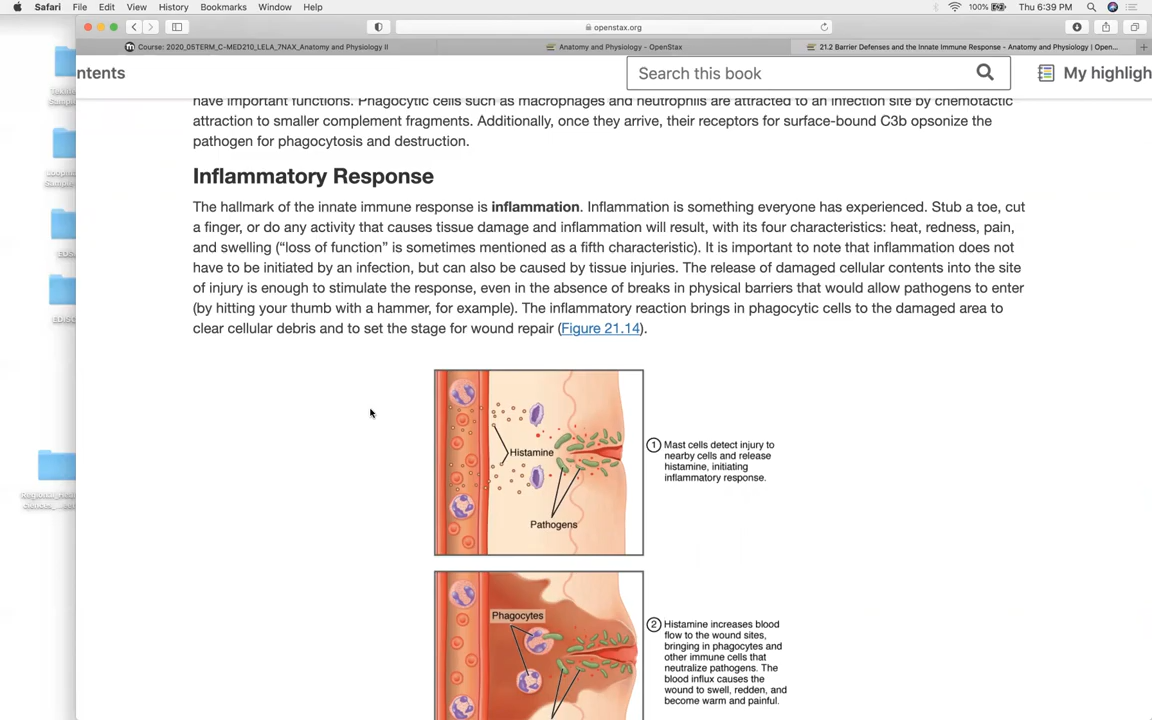 Safari File Edit View History Bookmarks Window Help 100% Thu 6:39 PM
openstax.org
Course: 2020_05TERM_C-MED210_LELA_7NAX_Anatomy and Physiology II
Anatomy and Physiology - OpenStax
21.2 Barrier Defenses and the Innate Immune Response - Anatomy and Physiology | Open...
ntents
Search this book
My highligh
have important functions. Phagocytic cells such as macrophages and neutrophils are attracted to an infection site by chemotactic
attraction to smaller complement fragments. Additionally, once they arrive, their receptors for surface-bound C3b opsonize the
pathogen for phagocytosis and destruction.
Inflammatory Response
The hallmark of the innate immune response is inflammation. Inflammation is something everyone has experienced. Stub a toe, cut
a finger, or do any activity that causes tissue damage and inflammation will result, with its four characteristics: heat, redness, pain,
and swelling (“loss of function” is sometimes mentioned as a fifth characteristic). It is important to note that inflammation does not
have to be initiated by an infection, but can also be caused by tissue injuries. The release of damaged cellular contents into the site
of injury is enough to stimulate the response, even in the absence of breaks in physical barriers that would allow pathogens to enter
(by hitting your thumb with a hammer, for example). The inflammatory reaction brings in phagocytic cells to the damaged area to
clear cellular debris and to set the stage for wound repair (Figure 21.14).
Histamine
Pathogens
1 Mast cells detect injury to
nearby cells and release
histamine, initiating
inflammatory response.
Phagocytes
2 Histamine increases blood
flow to the wound sites,
bringing in phagocytes and
other immune cells that
neutralize pathogens. The
blood influx causes the
wound to swell, redden, and
become warm and painful.